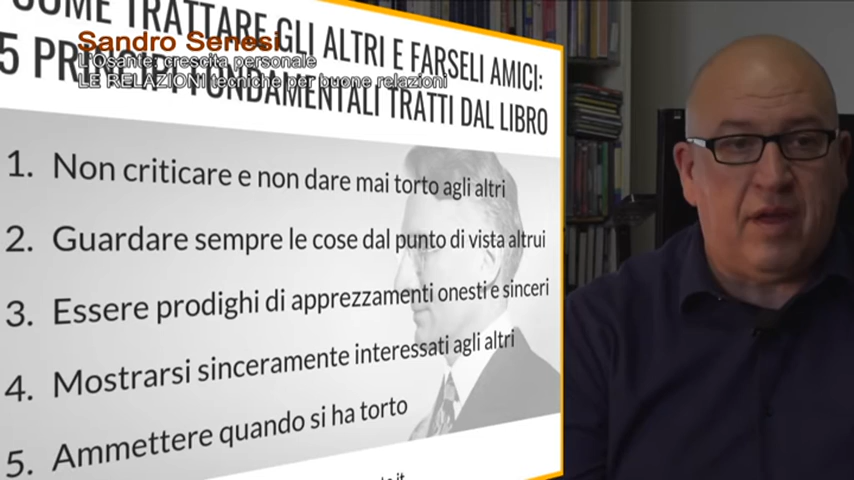 COME TRATTARE GLI ALTRI E FARSELI AMICI:
5 PRINCIPI FONDAMENTALI TRATTI DAL LIBRO
Sandro Senesi
L'Osante: crescita personale
LE RELAZIONI tecniche per buone relazioni
1. Non criticare e non dare mai torto agli altri
2. Guardare sempre le cose dal punto di vista altrui
3. Essere prodighi di apprezzamenti onesti e sinceri
4. Mostrarsi sinceramente interessati agli altri
5. Ammettere quando si ha torto